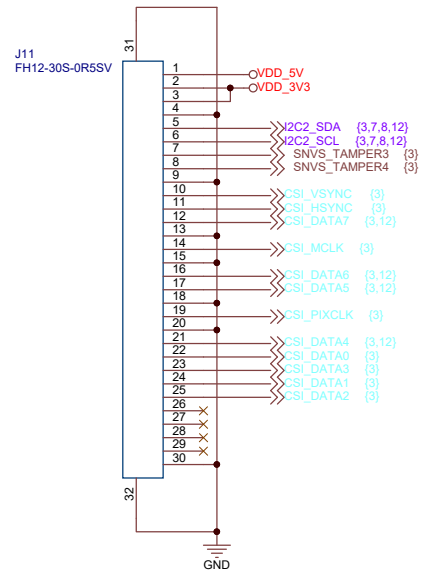 31
J11
FH12-30S-0R5SV
1 VDD_5V
2 VDD_3V3
3
4
5 I2C2_SDA {3,7,8,12}
6 I2C2_SCL {3,7,8,12}
7 SNVS_TAMPER3 {3}
8 SNVS_TAMPER4 {3}
9
10 CSI_VSYNC {3}
11 CSI_HSYNC {3}
12 CSI_DATA7 {3,12}
13
14 CSI_MCLK {3}
15
16 CSI_DATA6 {3,12}
17 CSI_DATA5 {3,12}
18
19 CSI_PIXCLK {3}
20
21 CSI_DATA4 {3,12}
22 CSI_DATA0 {3}
23 CSI_DATA3 {3}
24 CSI_DATA1 {3}
25 CSI_DATA2 {3}
26
27
28
29
30
32
GND